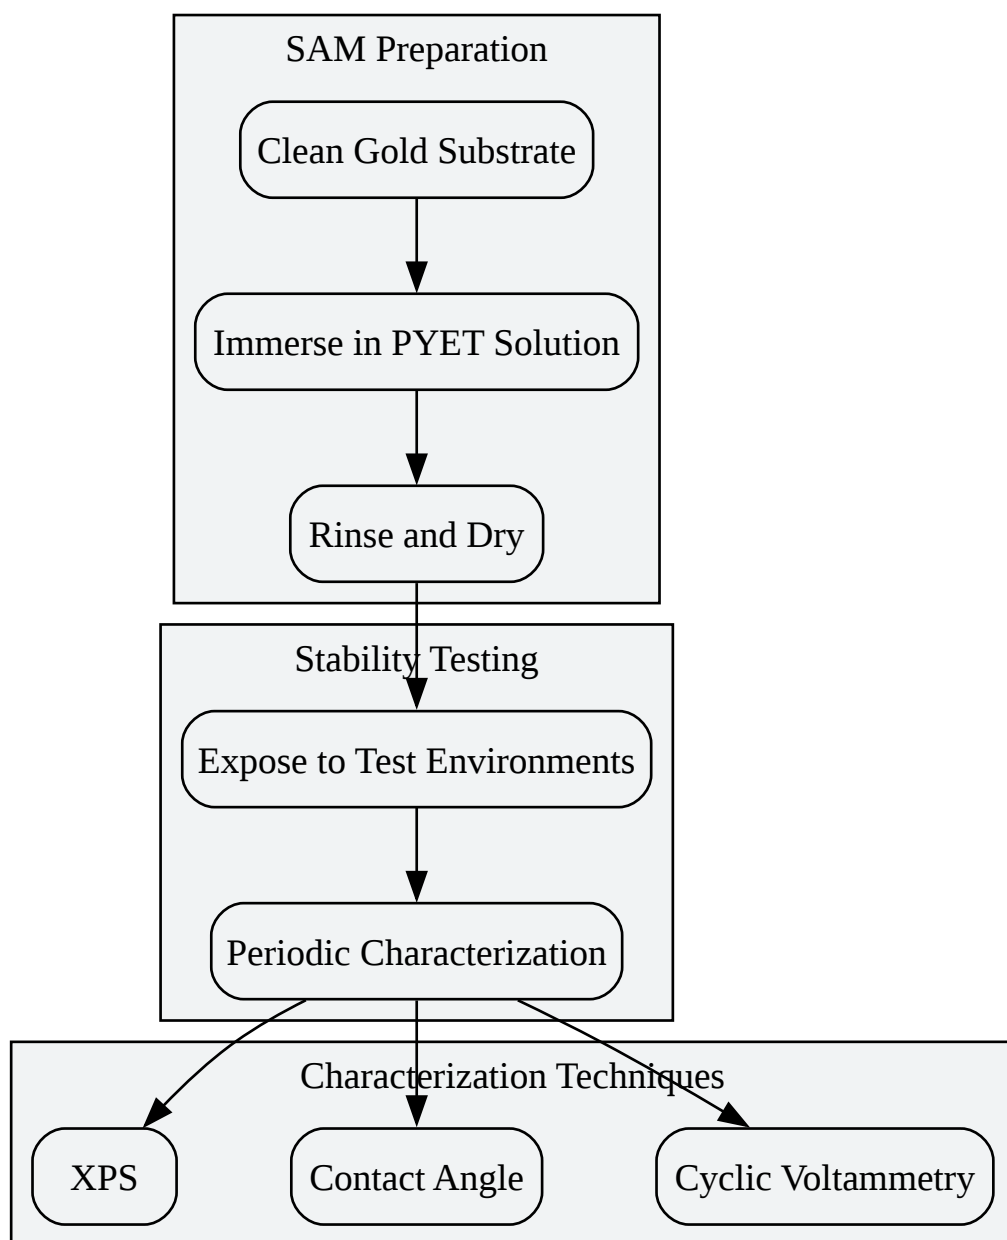 SAM Preparation
Clean Gold Substrate
Immerse in PYET Solution
Rinse and Dry
Stability Testing
Expose to Test Environments
Periodic Characterization
Characterization Techniques
XPS
Contact Angle
Cyclic Voltammetry